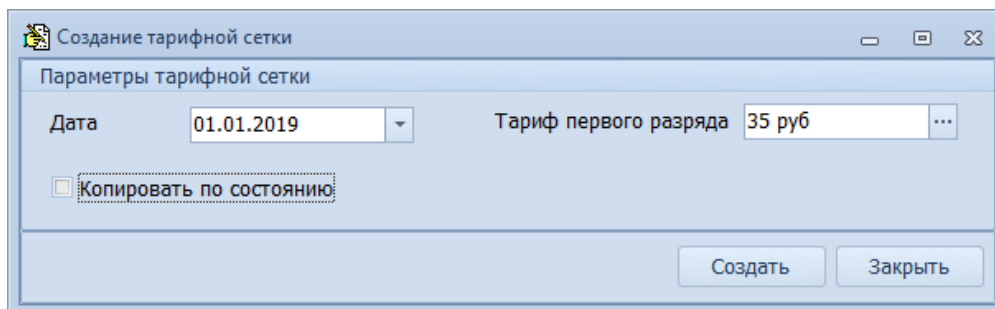 Создание тарифной сетки
Параметры тарифной сетки
Дата 01.01.2019 Тариф первого разряда 35 руб ...
Копировать по состоянию
Создать Закрыть